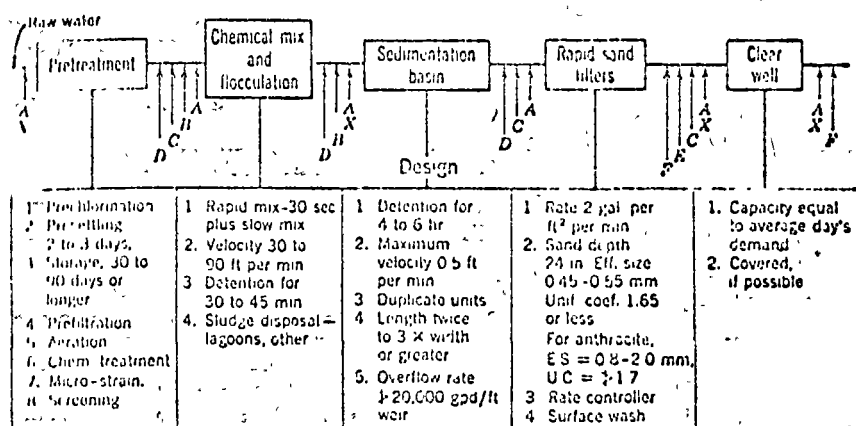 Raw water
Pretreatment
Chemical mix
and
flocculation
Sedimentation
basin
Rapid sand
filters
Clear
well
A
D
C
B
A
D
B
A
X
D
C
A
E
C
A
X
A
X
F
Design
1 Prechlorination
2 Presettling
2 to 3 days,
Storage, 30 to
90 days or
longer
4 Prefiltration
5 Aeration
6 Chem treatment
7. Micro-strain.
8 Screening
1 Rapid mix-30 sec
plus slow mix
2. Velocity 30 to
90 ft per min
3 Detention for
30 to 45 min
4. Sludge disposal–
lagoons, other
1 Detention for
4 to 6 hr
2. Maximum
velocity 0.5 ft
per min
3 Duplicate units
4 Length twice
to 3 × width
or greater
5. Overflow rate
20,000 gpd/ft
weir
1 Rate 2 gal per
ft² per min
2. Sand depth
24 in. Eff. size
0.45-0.55 mm
Unif. coef. 1.65
or less
For anthracite,
ES = 0.8-2.0 mm,
UC = 1.7
3 Rate controller
4 Surface wash
1. Capacity equal
to average day's
demand
2. Covered,
if possible